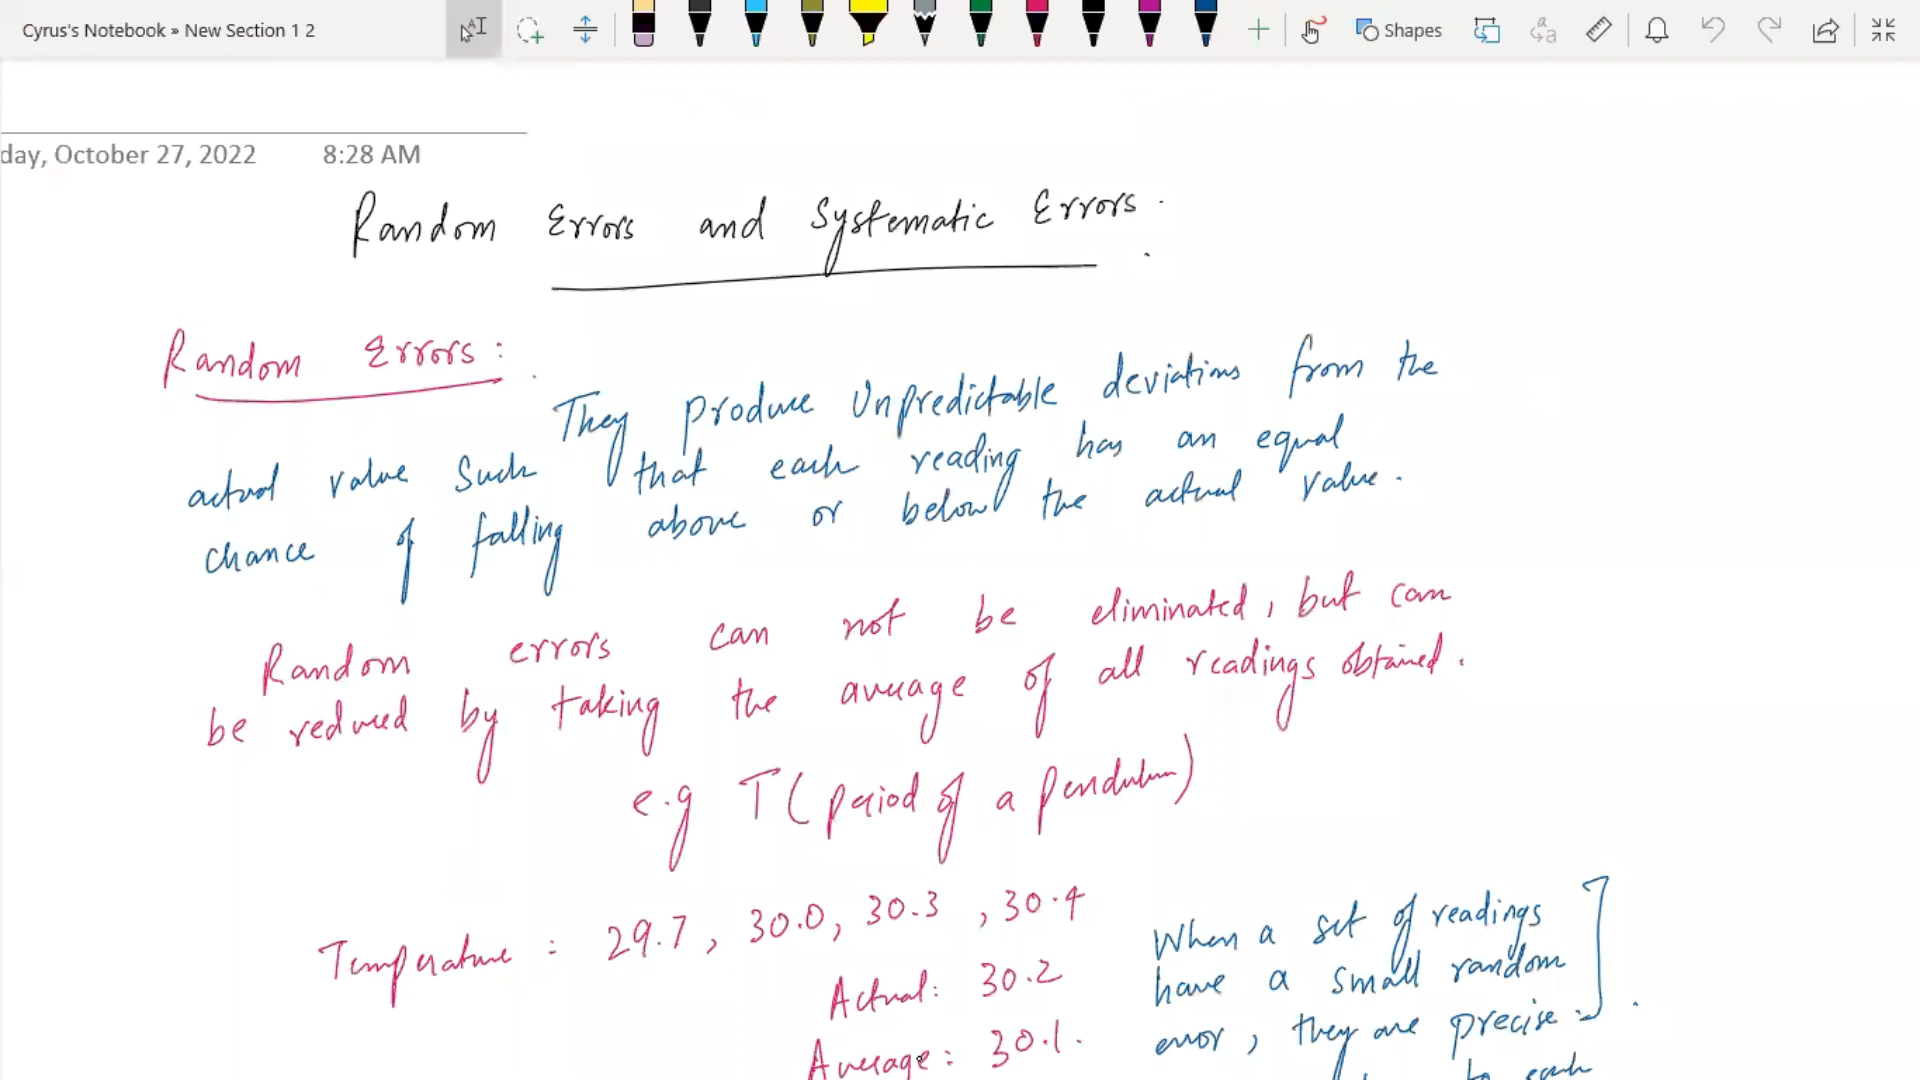 Cyrus's Notebook » New Section 1 2
Shapes
day, October 27, 2022 8:28 AM
Random Errors and Systematic Errors.
Random Errors:
They produce Unpredictable deviations from the
actual value Such that each reading has an equal
chance of falling above or below the actual value.
Random errors can not be eliminated, but can
be reduced by taking the average of all readings obtained.
e.g T (period of a pendulum)
Temperature : 29.7, 30.0, 30.3, 30.4
Actual: 30.2
Average: 30.1.
When a set of readings
have a small random
error, they are precise.
to each